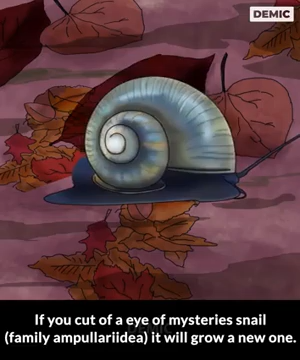 DEMIC
If you cut of a eye of mysteries snail
(family ampullariidea) it will grow a new one.